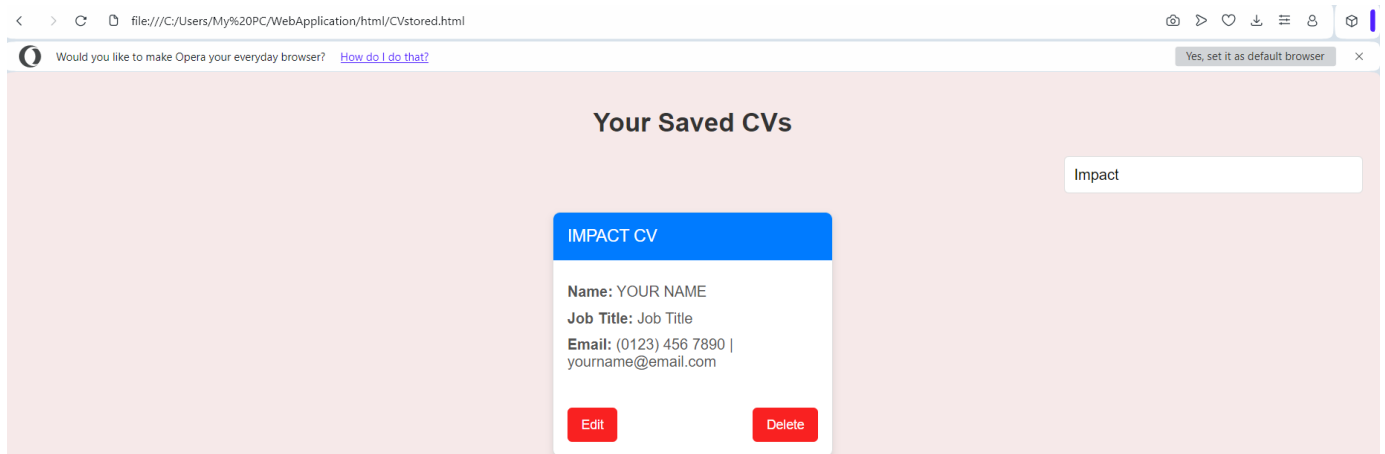 file:///C:/Users/My%20PC/WebApplication/html/CVstored.html
Would you like to make Opera your everyday browser? How do I do that? Yes, set it as default browser
Your Saved CVs
Impact
IMPACT CV
Name: YOUR NAME
Job Title: Job Title
Email: (0123) 456 7890 |
yourname@email.com
Edit Delete